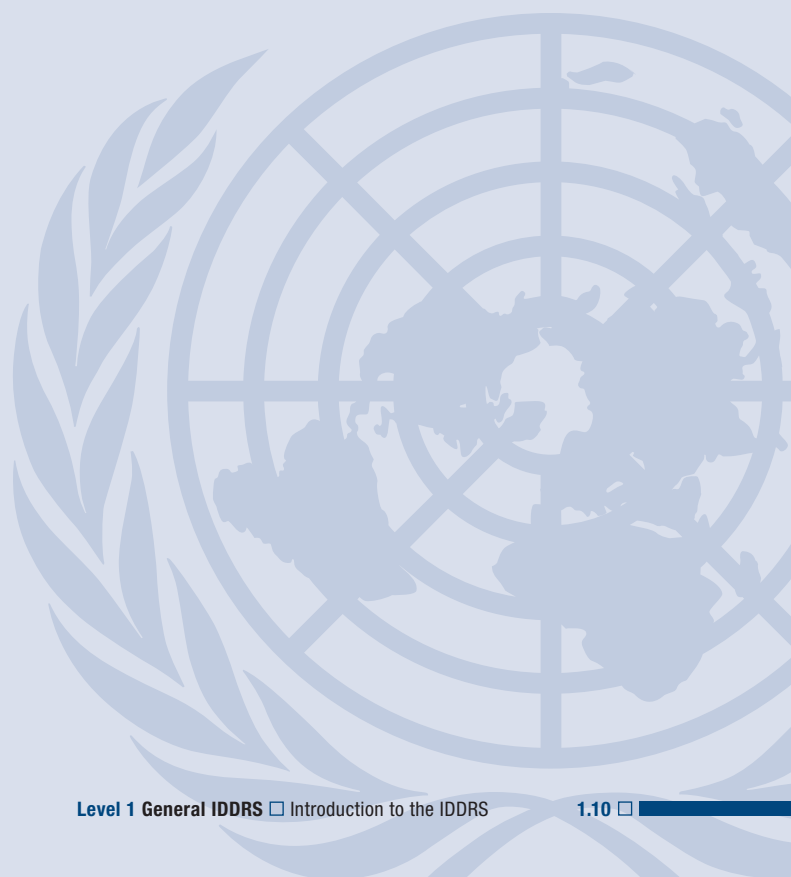 Level 1 General IDDRS □ Introduction to the IDDRS 1.10 □